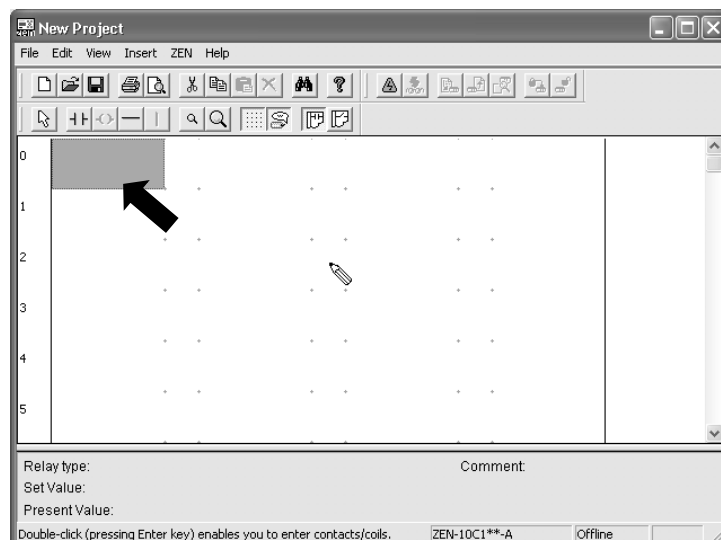 New Project
File Edit View Insert ZEN Help
0
1
2
3
4
5
Relay type: Comment:
Set Value:
Present Value:
Double-click (pressing Enter key) enables you to enter contacts/coils. ZEN-10C1**-A Offline